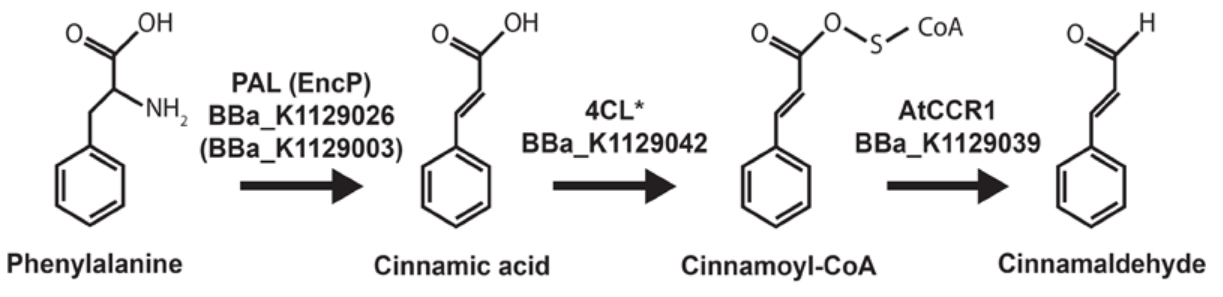 O OH
NH2
Phenylalanine
PAL (EncP)
BBa_K1129026
(BBa_K1129003)
O OH
Cinnamic acid
4CL*
BBa_K1129042
O O S CoA
Cinnamoyl-CoA
AtCCR1
BBa_K1129039
O H
Cinnamaldehyde